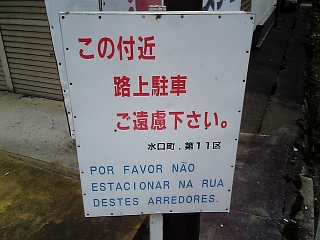 この付近
路上駐車
ご遠慮下さい。
水口町．第11区
POR FAVOR NÃO
ESTACIONAR NA RUA
DESTES ARREDORES.